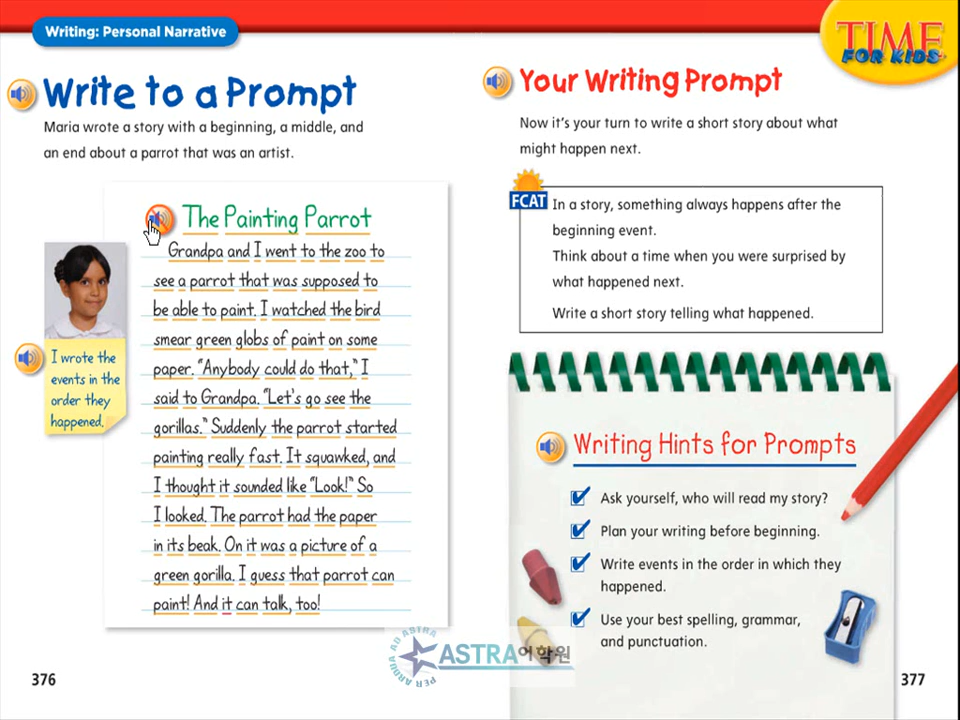 Writing: Personal Narrative
TIME
FOR KIDS
Write to a Prompt
Maria wrote a story with a beginning, a middle, and
an end about a parrot that was an artist.
The Painting Parrot
Grandpa and I went to the zoo to
see a parrot that was supposed to
be able to paint. I watched the bird
smear green globs of paint on some
paper. "Anybody could do that," I
said to Grandpa. "Let's go see the
gorillas." Suddenly the parrot started
painting really fast. It squawked, and
I thought it sounded like "Look!" So
I looked. The parrot had the paper
in its beak. On it was a picture of a
green gorilla. I guess that parrot can
paint! And it can talk, too!
I wrote the
events in the
order they
happened.
376
Your Writing Prompt
Now it's your turn to write a short story about what
might happen next.
FCAT
In a story, something always happens after the
beginning event.
Think about a time when you were surprised by
what happened next.
Write a short story telling what happened.
Writing Hints for Prompts
Ask yourself, who will read my story?
Plan your writing before beginning.
Write events in the order in which they
happened.
Use your best spelling, grammar,
and punctuation.
377
AD ASTRA
PER ARDUA
ASTRA어학원